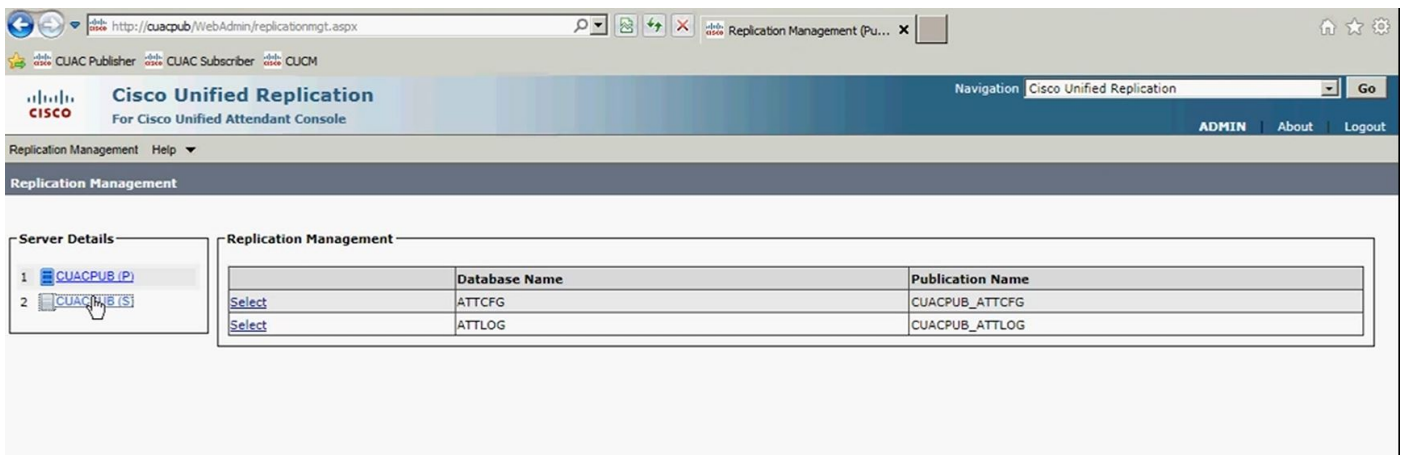 http://cuacpub/WebAdmin/replicationmgt.aspx
Replication Management (Pu...
CUAC Publisher CUAC Subscriber CUCM
CISCO
Cisco Unified Replication
For Cisco Unified Attendant Console
Navigation Cisco Unified Replication Go
ADMIN | About | Logout
Replication Management Help
Replication Management
Server Details
1 CUACPUB (P)
2 CUACPUB (S)
Replication Management
Database Name Publication Name
Select ATTCFG CUACPUB_ATTCFG
Select ATTLOG CUACPUB_ATTLOG